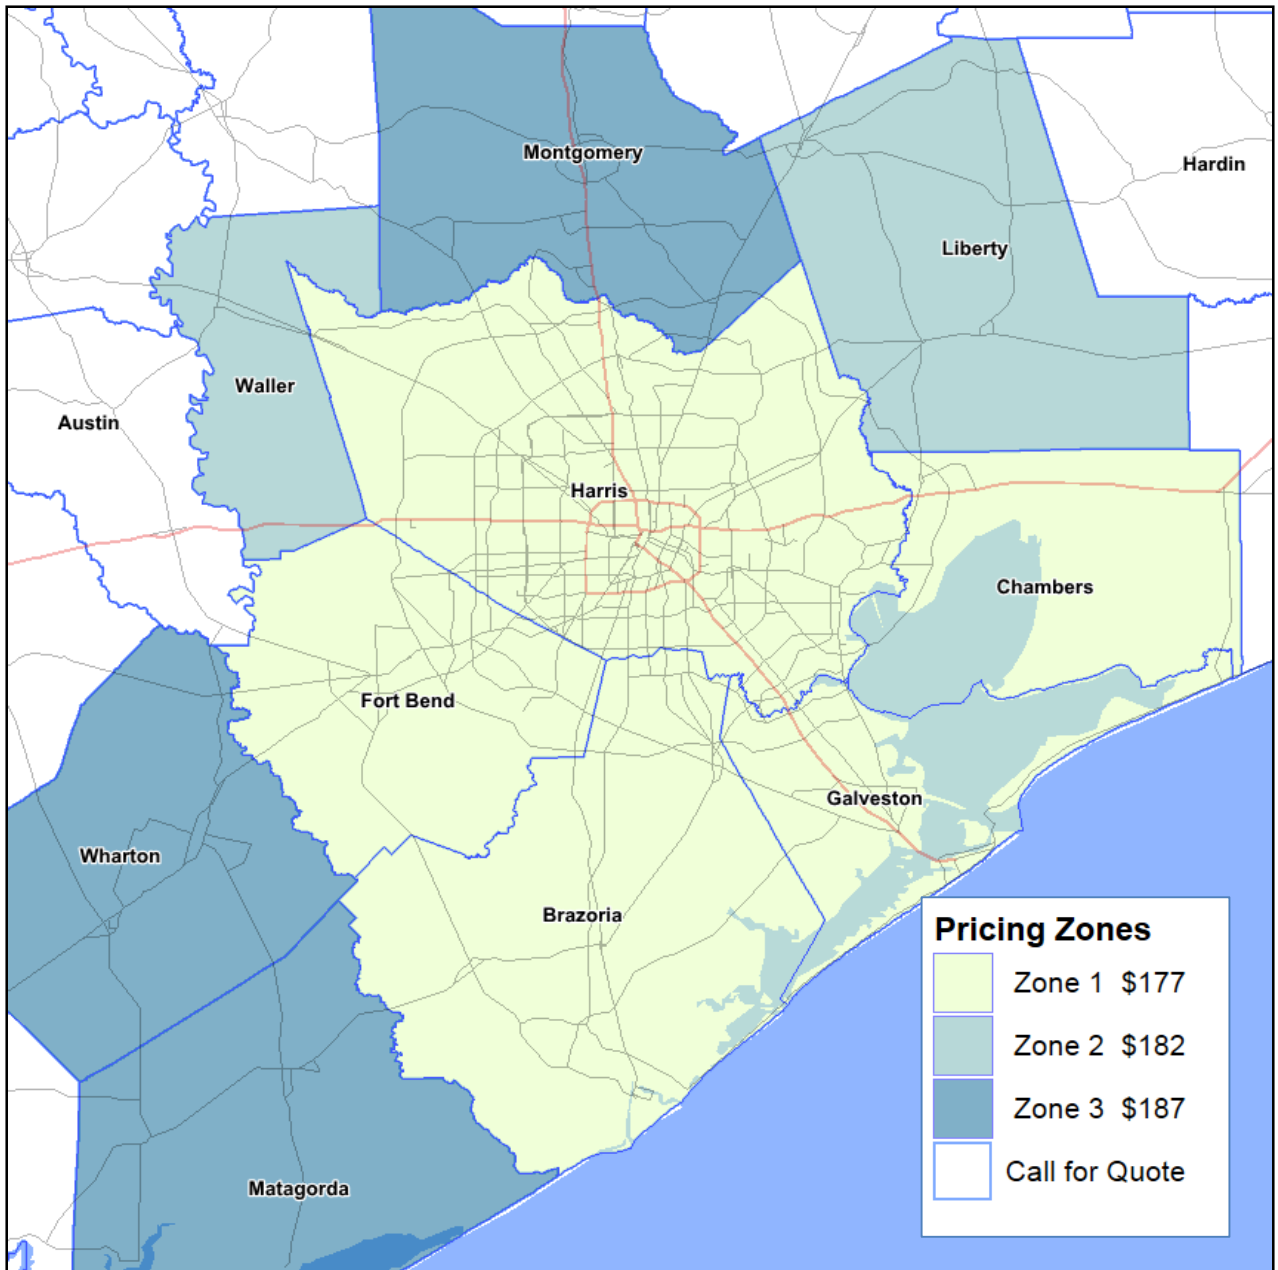 Montgomery
Hardin
Liberty
Waller
Austin
Harris
Chambers
Fort Bend
Galveston
Wharton
Brazoria
Matagorda
Pricing Zones
Zone 1 $177
Zone 2 $182
Zone 3 $187
Call for Quote